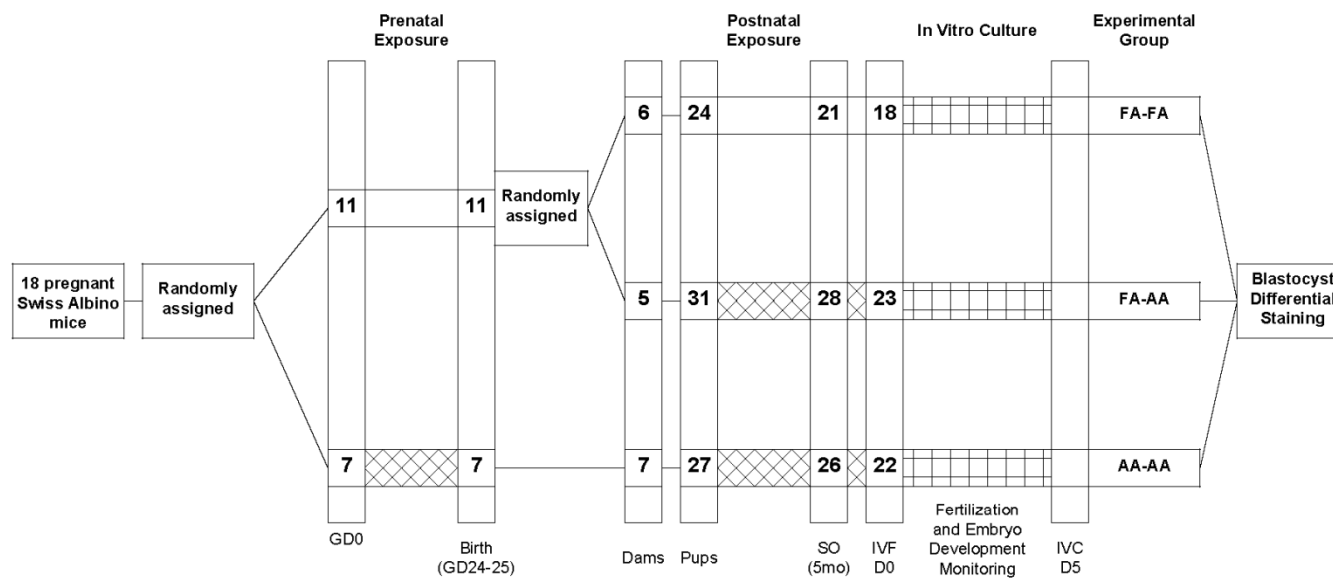 Prenatal
Exposure
Postnatal
Exposure
In Vitro Culture
Experimental
Group
6
24
21
18
FA-FA
11
11
Randomly
assigned
18 pregnant
Swiss Albino
mice
Randomly
assigned
5
31
28
23
FA-AA
Blastocyst
Differential
Staining
7
7
7
27
26
22
AA-AA
GD0
Birth
(GD24-25)
Dams
Pups
SO
(5mo)
IVF
D0
Fertilization
and Embryo
Development
Monitoring
IVC
D5